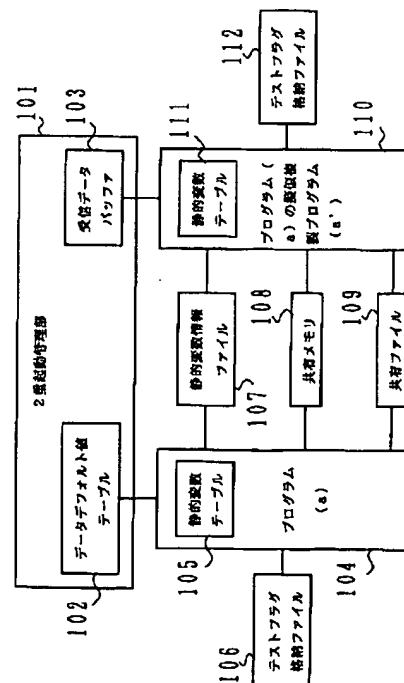 101
2重起動管理部
102
データデフォルト値
テーブル
103
受信データ
バッファ
104
105
静的変数
テーブル
プログラム
(a)
106
テストフラグ
格納ファイル
107
静的変数情報
ファイル
108
共有メモリ
109
共有ファイル
110
111
静的変数
テーブル
プログラム(
a)の擬似複
製プログラム
(a')
112
テストフラグ
格納ファイル